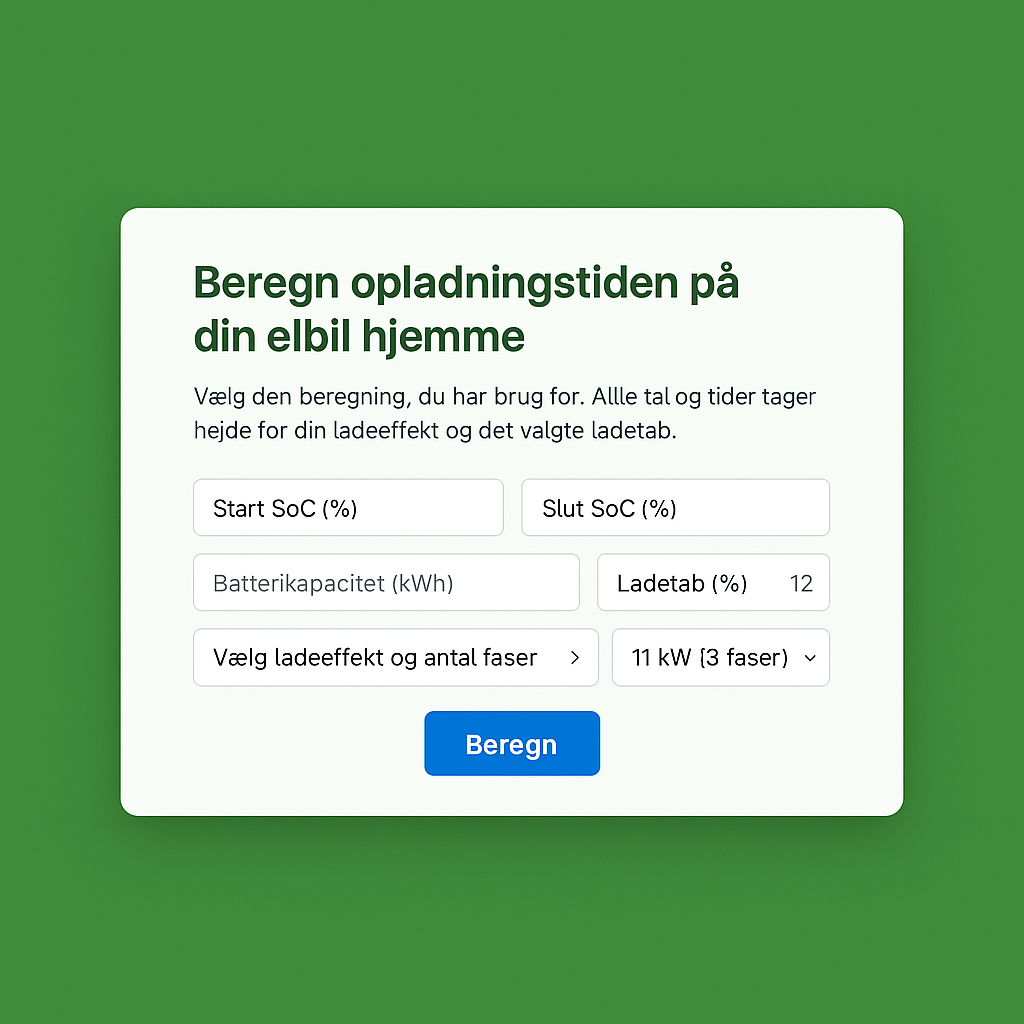 Beregn opladningstiden på
din elbil hjemme
Vælg den beregning, du har brug for. Allle tal og tider tager
hejde for din ladeeffekt og det valgte ladetab.
Start SoC (%)
Slut SoC (%)
Batterikapacitet (kWh)
Ladetab (%) 12
Vælg ladeeffekt og antal faser
11 kW (3 faser)
Beregn